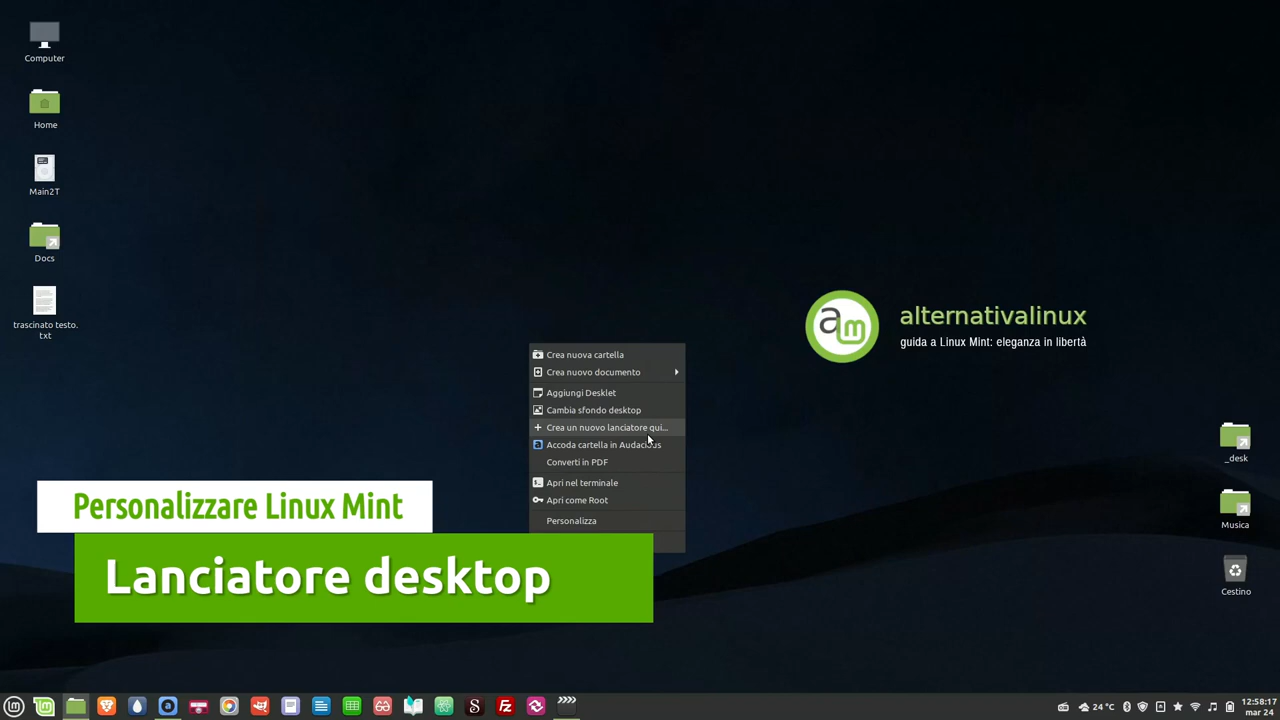 Computer
Home
Main2T
Docs
trascinato testo.
txt
alternativalinux
guida a Linux Mint: eleganza in libertà
Crea nuova cartella
Crea nuovo documento
Aggiungi Desklet
Cambia sfondo desktop
Crea un nuovo lanciatore qui...
Accoda cartella in Audacious
Converti in PDF
Apri nel terminale
Apri come Root
Personalizza
_desk
Musica
Cestino
Personalizzare Linux Mint
Lanciatore desktop
24 °C
12:58:17
mar 24